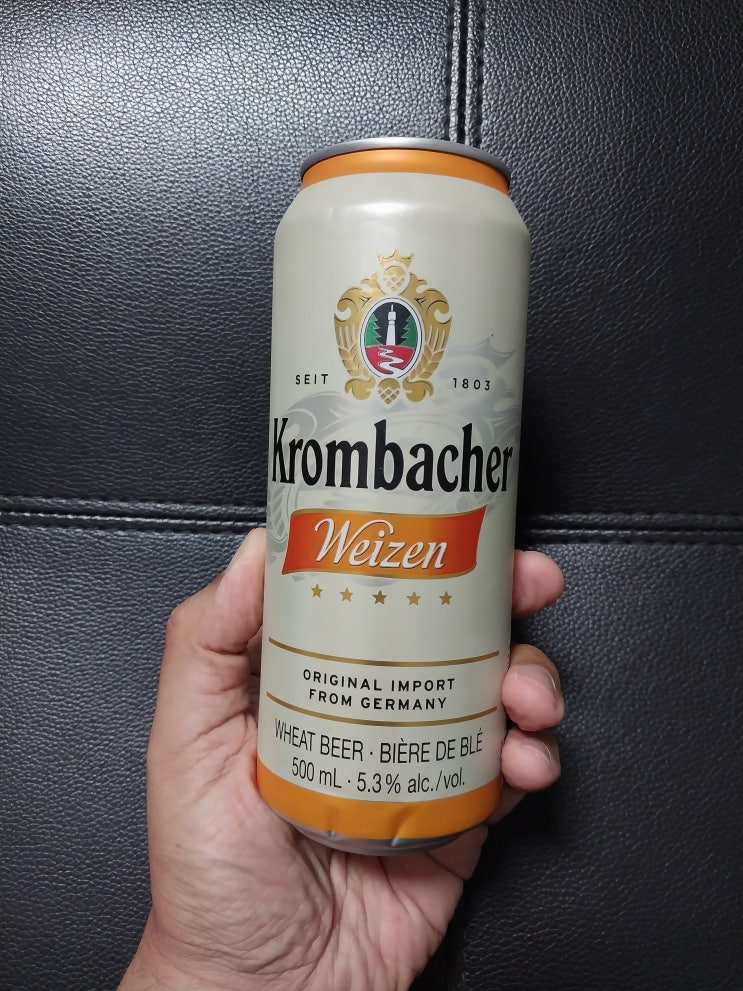 SEIT 1803
Krombacher
Weizen
ORIGINAL IMPORT
FROM GERMANY
WHEAT BEER · BIÈRE DE BLÉ
500 mL · 5.3% alc./vol.